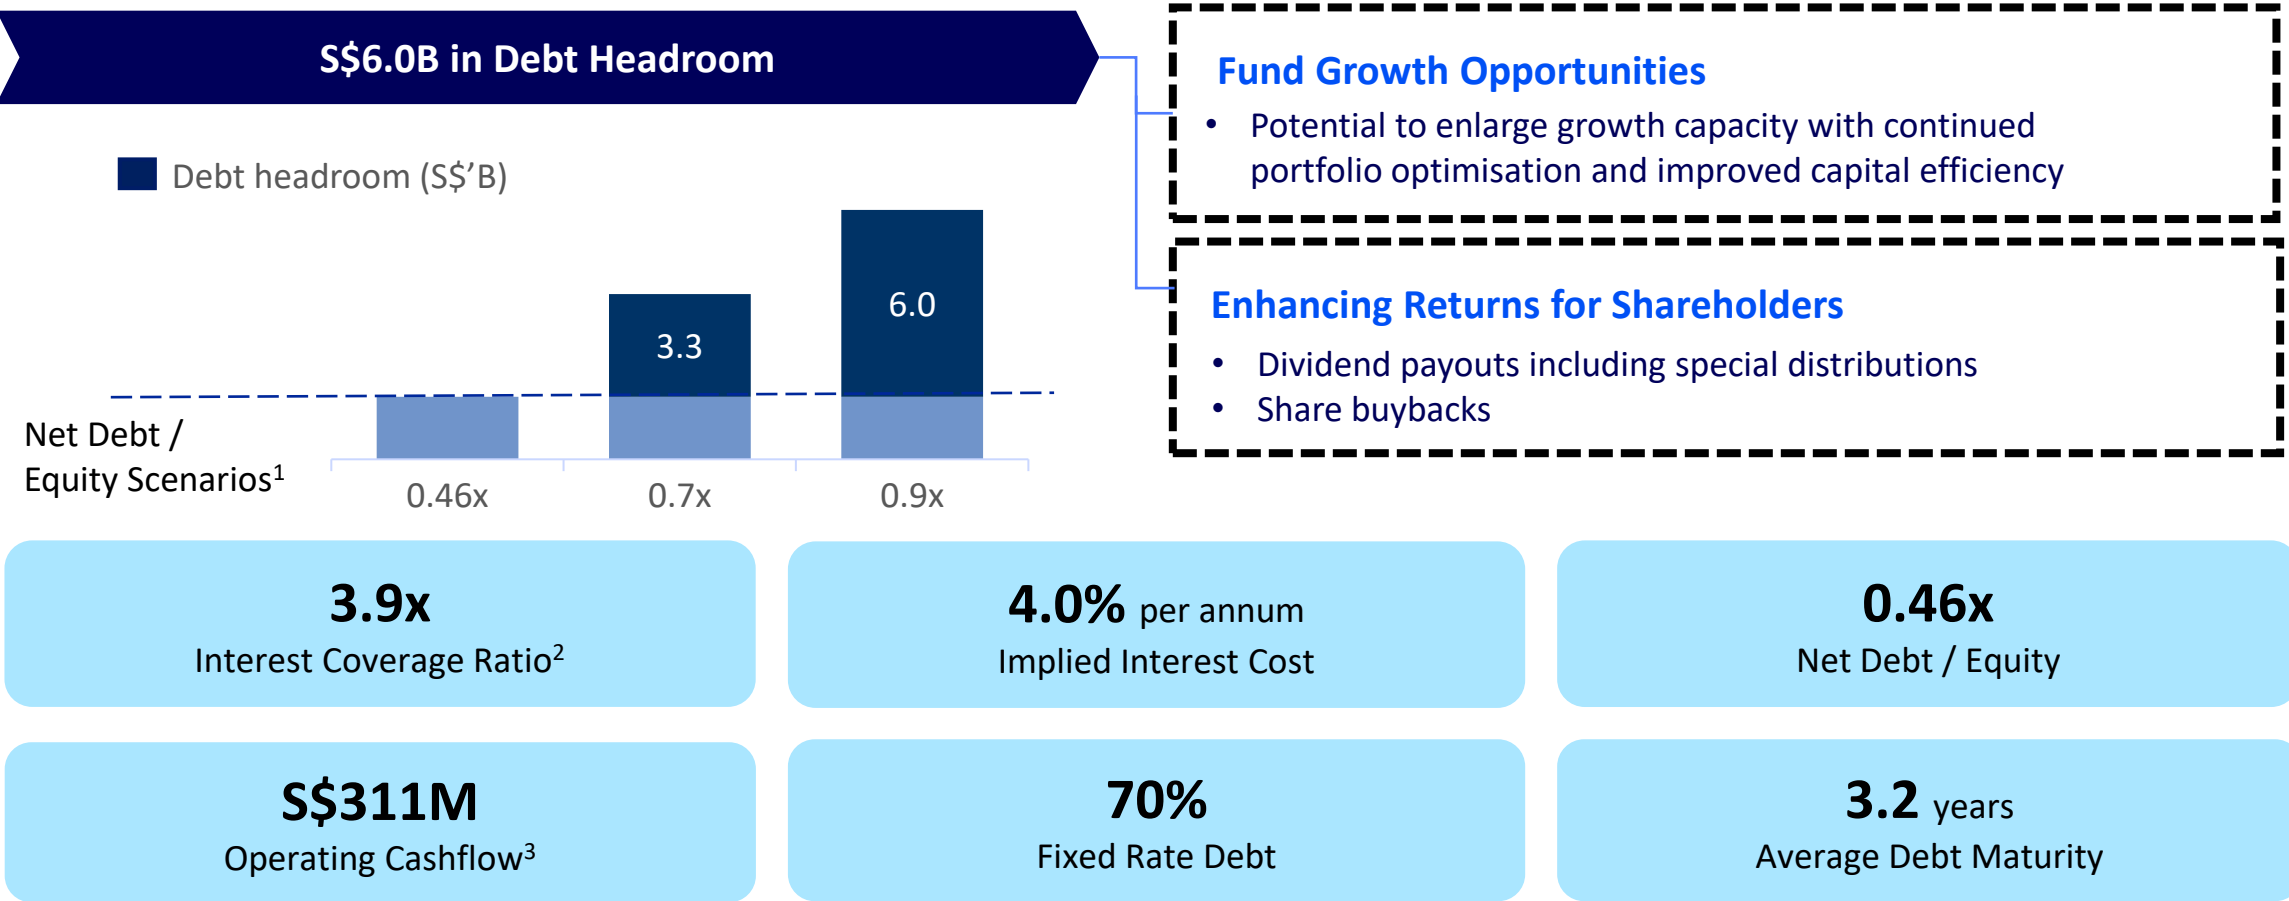 S$6.0B in Debt Headroom
Debt headroom (S$’B)
3.3
6.0
Net Debt /
Equity Scenarios1
0.46x
0.7x
0.9x
Fund Growth Opportunities
• Potential to enlarge growth capacity with continued
portfolio optimisation and improved capital efficiency
Enhancing Returns for Shareholders
• Dividend payouts including special distributions
• Share buybacks
3.9x
Interest Coverage Ratio2
4.0% per annum
Implied Interest Cost
0.46x
Net Debt / Equity
S$311M
Operating Cashflow3
70%
Fixed Rate Debt
3.2 years
Average Debt Maturity